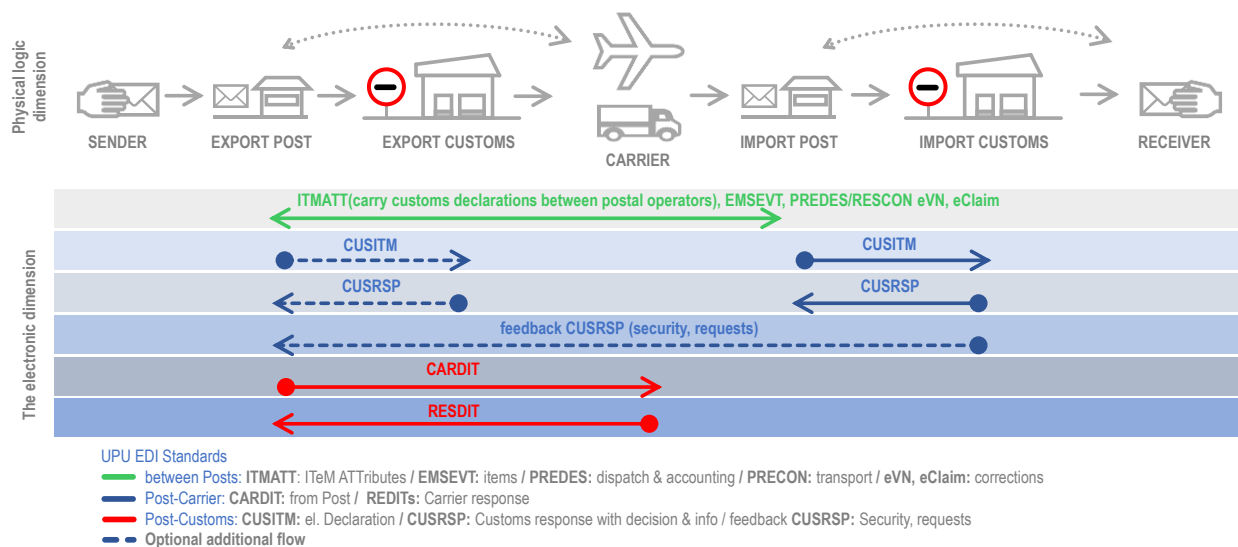 Physical logic
dimension
SENDER
EXPORT POST
EXPORT CUSTOMS
CARRIER
IMPORT POST
IMPORT CUSTOMS
RECEIVER
The electronic dimension
ITMATT(carry customs declarations between postal operators), EMSEVT, PREDES/RESCON eVN, eClaim
CUSITM
CUSITM
CUSRSP
CUSRSP
feedback CUSRSP (security, requests)
CARDIT
RESDIT
UPU EDI Standards
between Posts: ITMATT: ITeM ATTributes / EMSEVT: items / PREDES: dispatch & accounting / PRECON: transport / eVN, eClaim: corrections
Post-Carrier: CARDIT: from Post / REDITs: Carrier response
Post-Customs: CUSITM: el. Declaration / CUSRSP: Customs response with decision & info / feedback CUSRSP: Security, requests
Optional additional flow